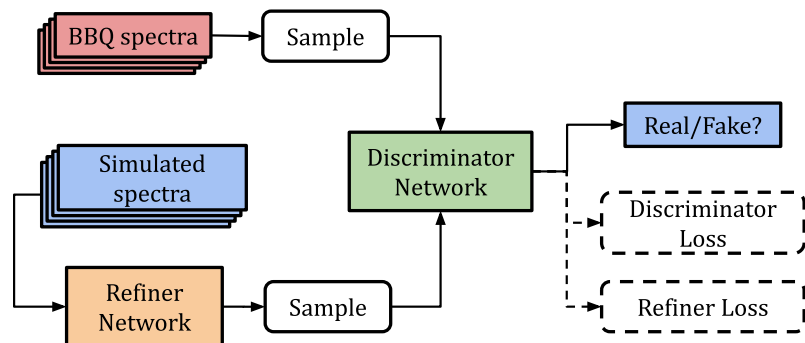 BBQ spectra
Sample
Simulated
spectra
Discriminator
Network
Real/Fake?
Discriminator
Loss
Refiner
Network
Sample
Refiner Loss